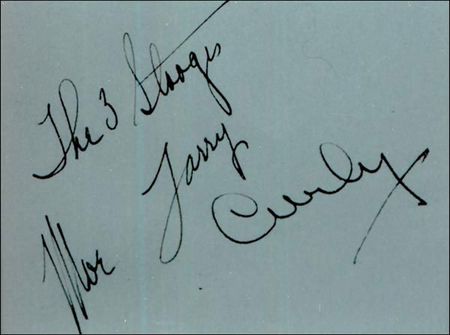 The 3 Stooges
Moe Larry Curly